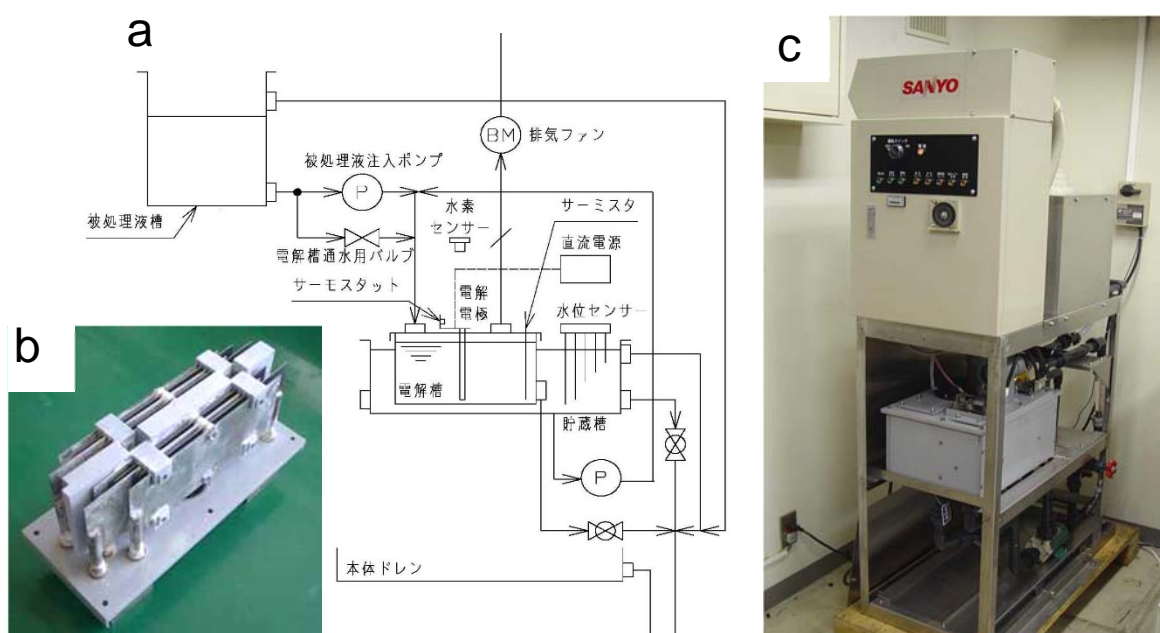 a
BM
排気ファン
被処理液注入ポンプ
P
水素
センサー
サーミスタ
被処理液槽
直流電源
電解槽通水用バルブ
サーモスタット
電解
電極
水位センサー
電解槽
貯蔵槽
P
本体ドレン
b
c
SANYO